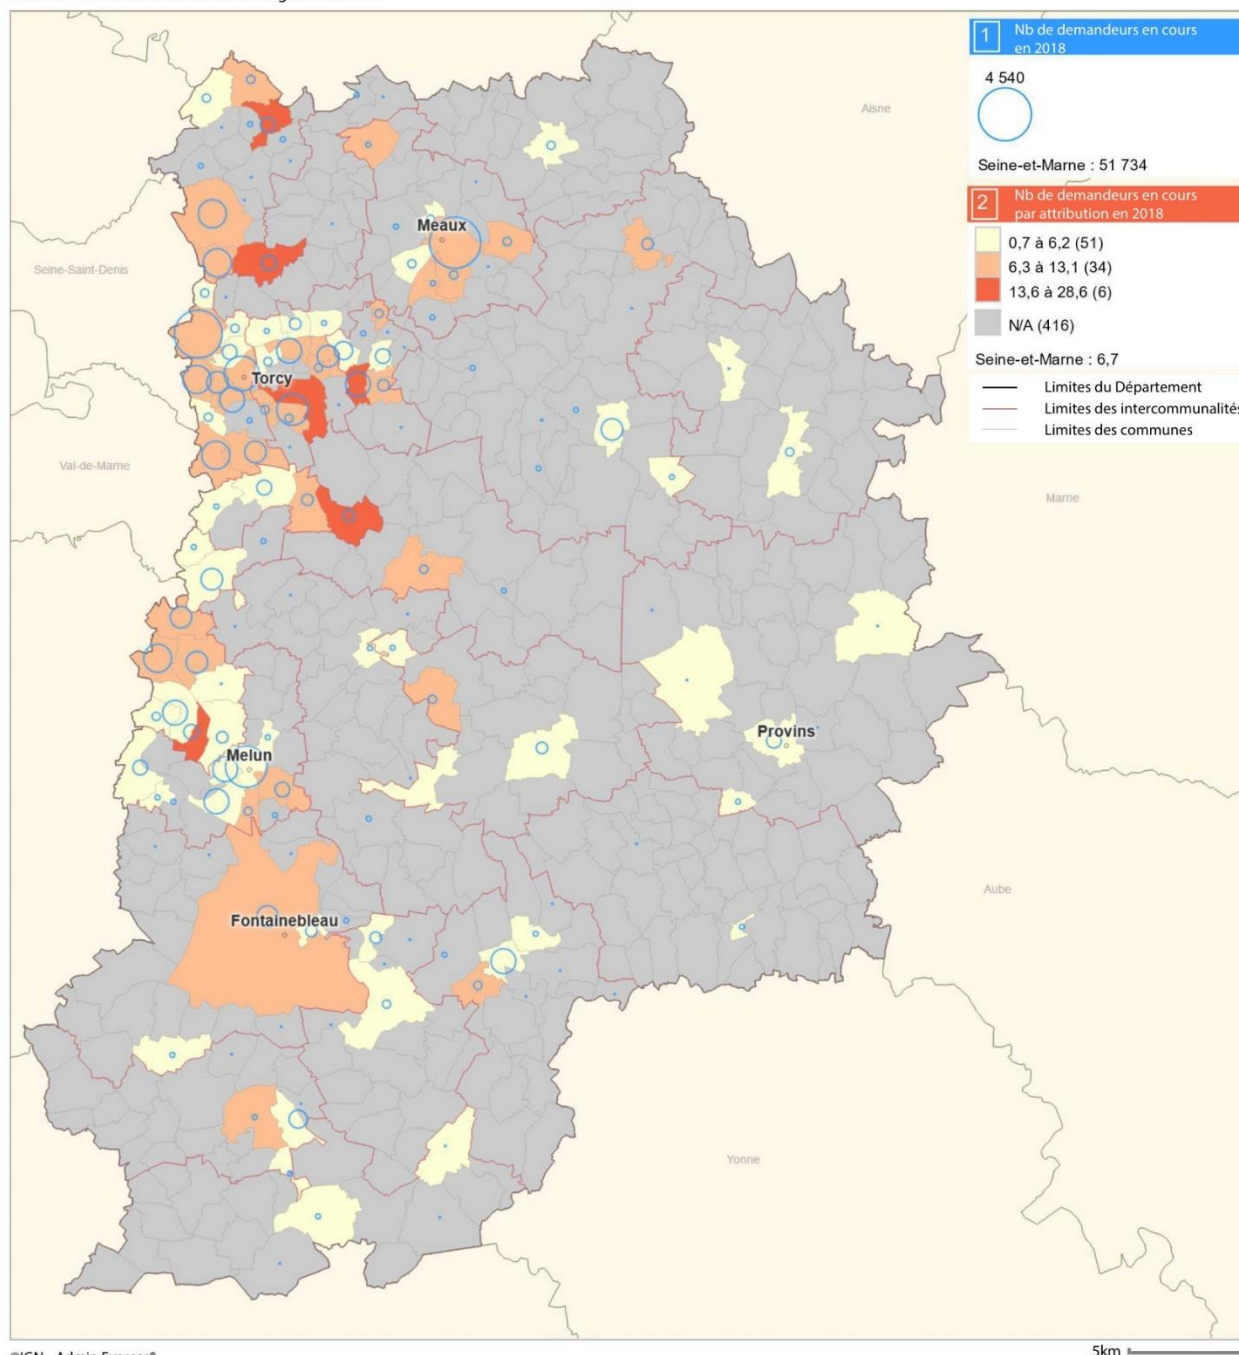 1 Nb de demandeurs en cours
en 2018
4 540
Seine-et-Marne : 51 734
2 Nb de demandeurs en cours
par attribution en 2018
0,7 à 6,2 (51)
6,3 à 13,1 (34)
13,6 à 28,6 (6)
N/A (416)
Seine-et-Marne : 6,7
Limites du Département
Limites des intercommunalités
Limites des communes
Aisne
Meaux
Seine-Saint-Denis
Torcy
Val-de-Marne
Marne
Provins
Melun
Aube
Fontainebleau
Yonne
5km